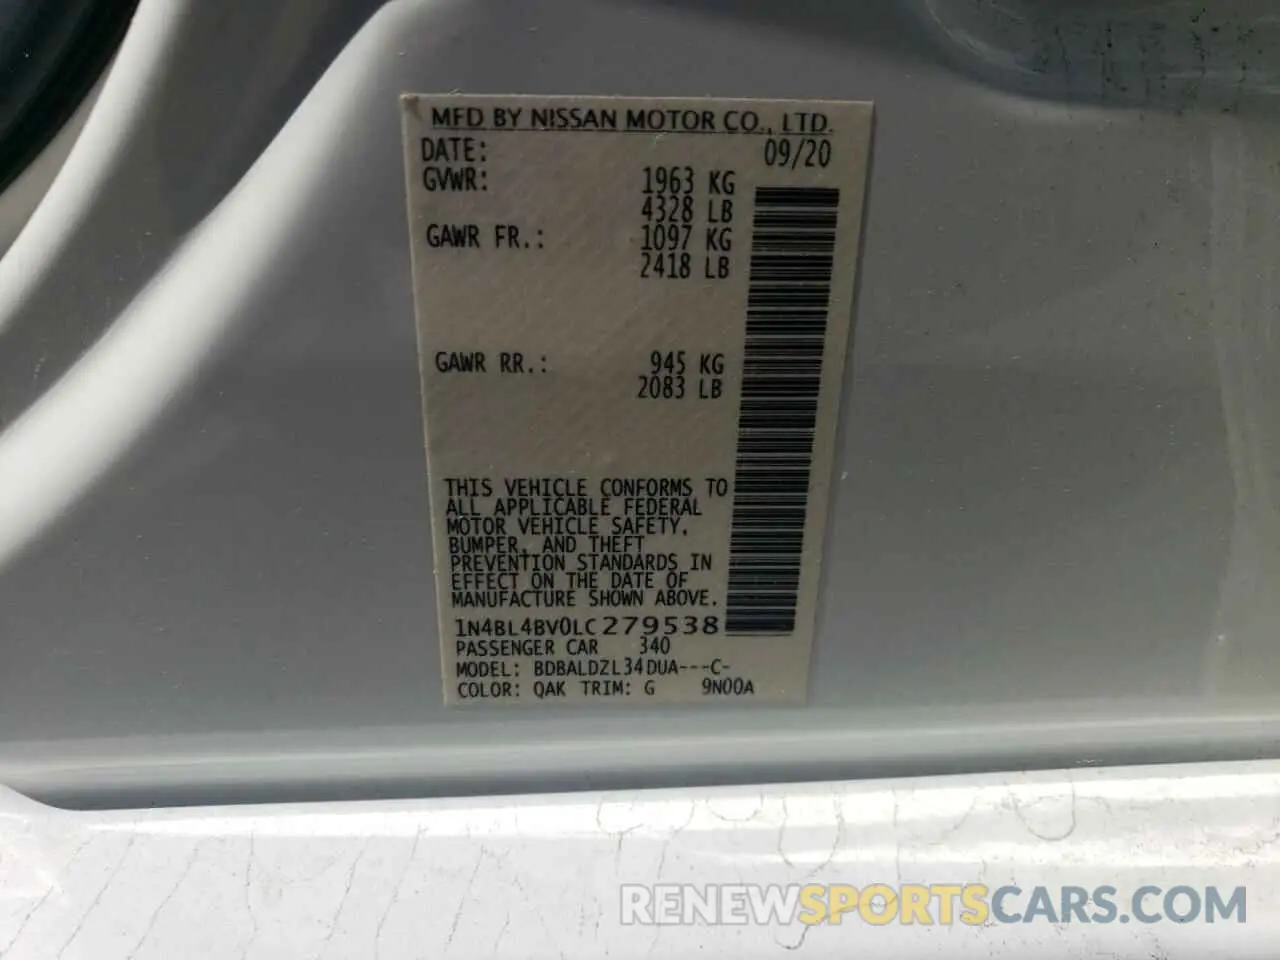 MFD BY NISSAN MOTOR CO., LTD.
DATE: 09/20
GVWR: 1963 KG
4328 LB
GAWR FR.: 1097 KG
2418 LB
GAWR RR.: 945 KG
2083 LB
THIS VEHICLE CONFORMS TO
ALL APPLICABLE FEDERAL
MOTOR VEHICLE SAFETY,
BUMPER, AND THEFT
PREVENTION STANDARDS IN
EFFECT ON THE DATE OF
MANUFACTURE SHOWN ABOVE.
1N4BL4BV0LC279538
PASSENGER CAR 340
MODEL: BDBALDZL34DUA---C-
COLOR: QAK TRIM: G 9N00A
RENEWSPORTSCARS.COM